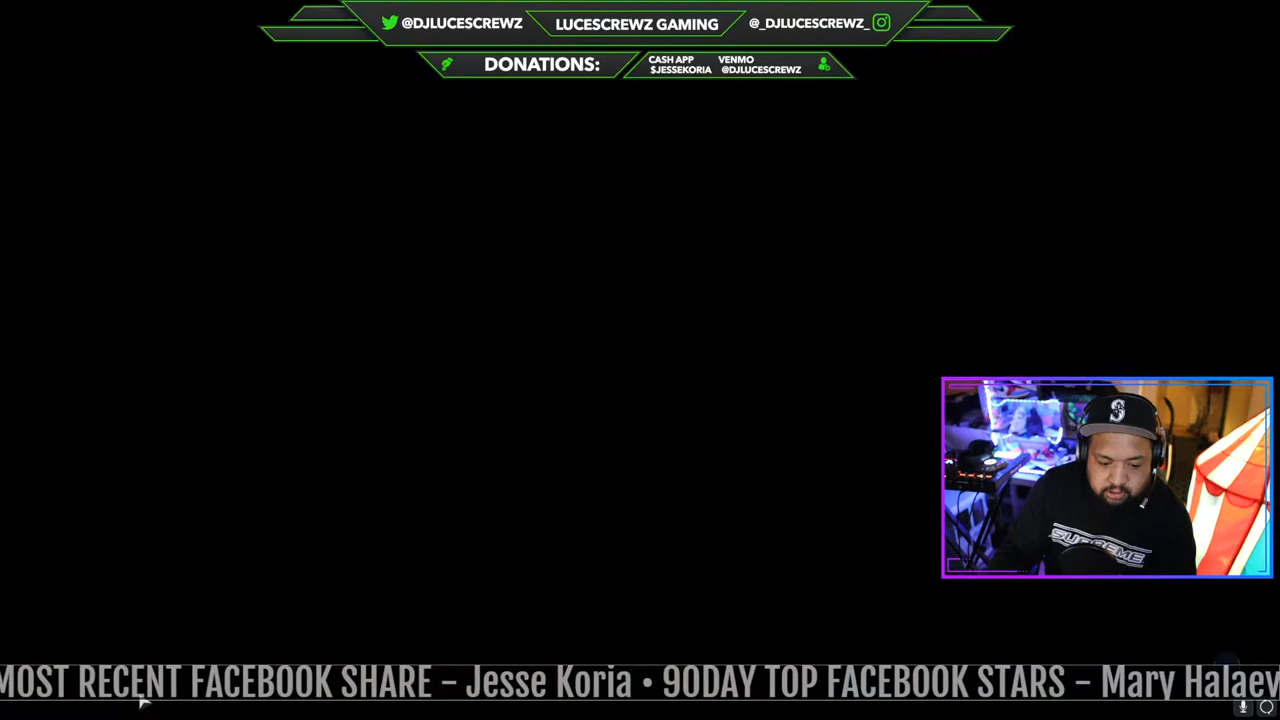 @DJLUCESCREWZ LUCESCREWZ GAMING @_DJLUCESCREWZ_
DONATIONS: CASH APP VENMO
$JESSEKORIA @DJLUCESCREWZ
S
SUPREME
MOST RECENT FACEBOOK SHARE - Jesse Koria • 90DAY TOP FACEBOOK STARS - Mary Halaev